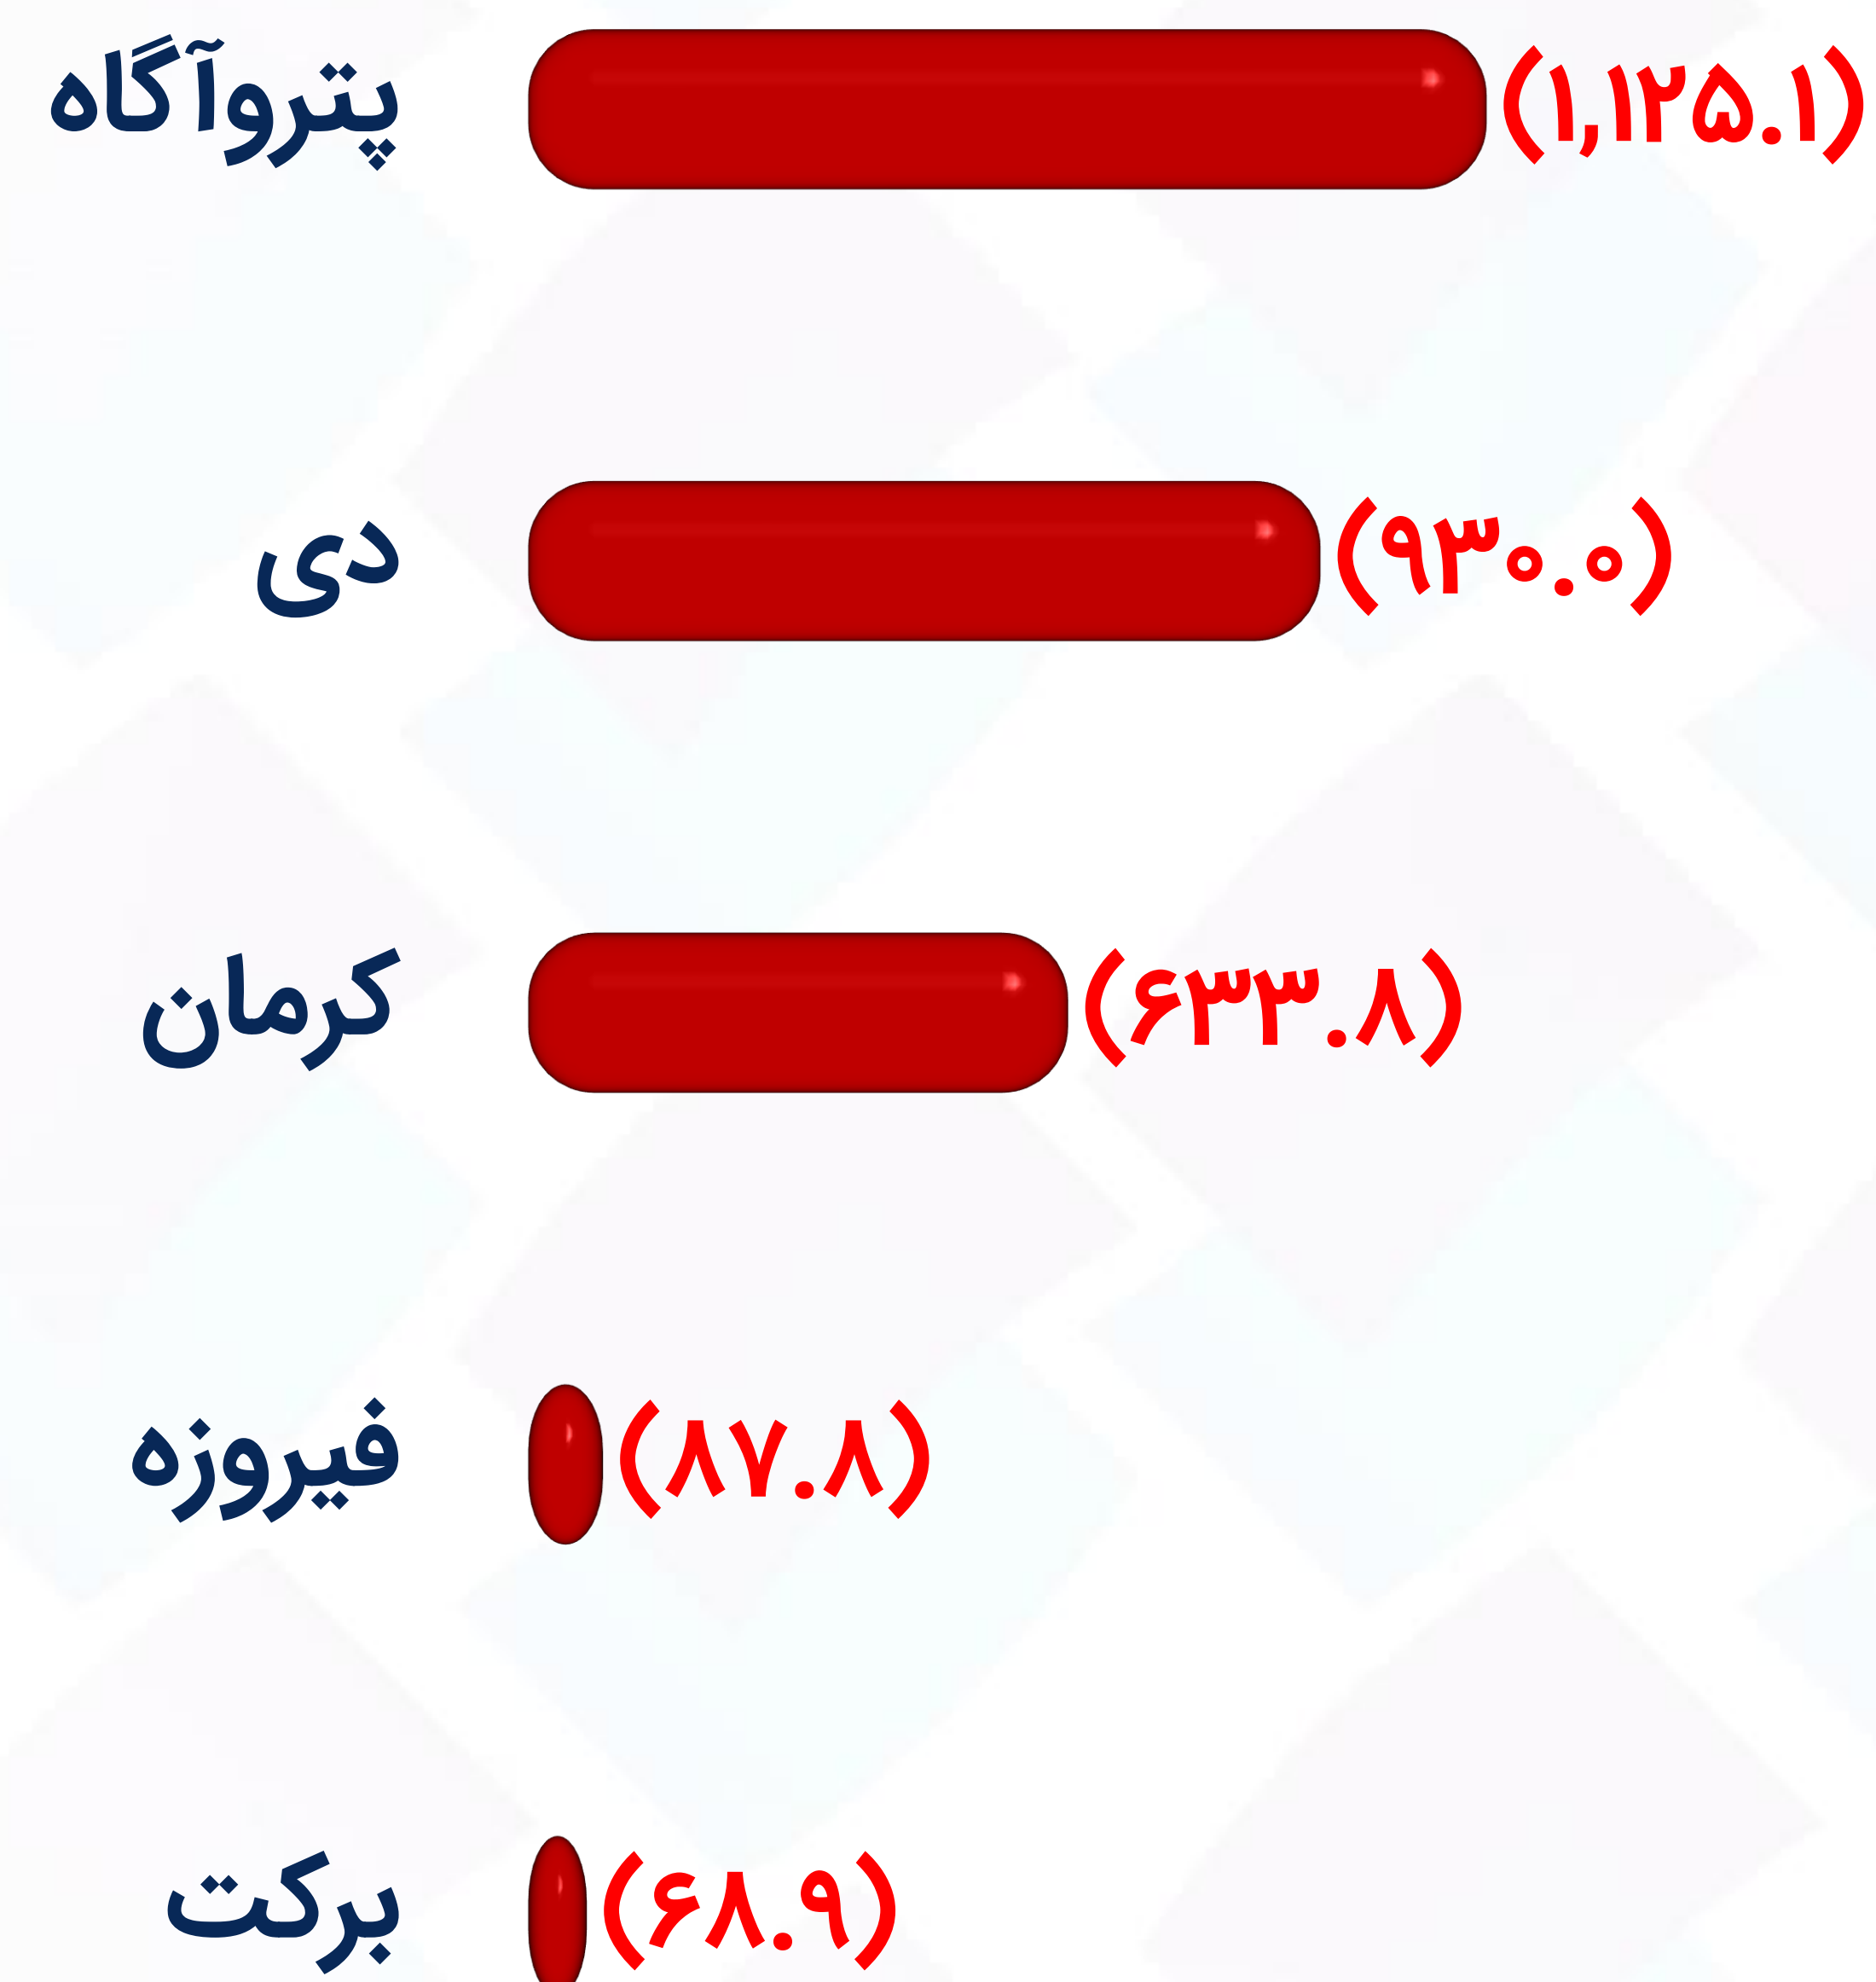 پتروآگاه (۱,۱۲۵.۱)
دی (۹۳۰.۰)
کرمان (۶۳۳.۸)
فیروزه (۸۷.۸)
برکت (۶۸.۹)